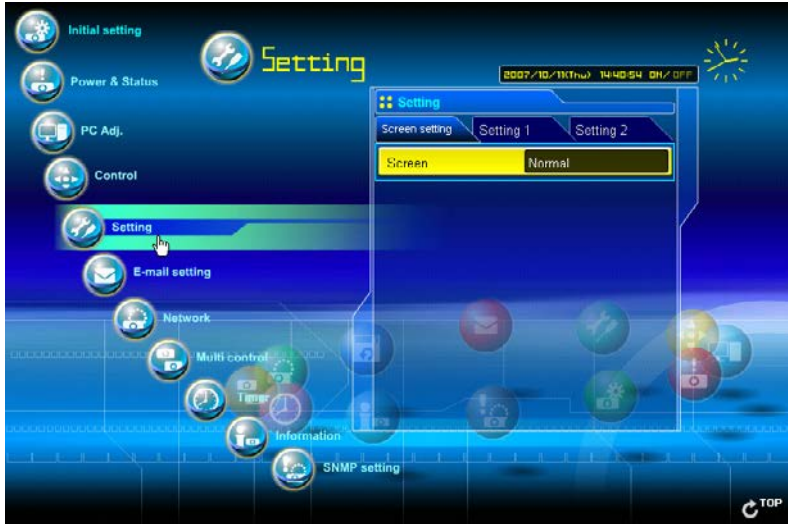 Initial setting
Power & Status
PC Adj.
Control
Setting
E-mail setting
Network
Multi control
Timer
Information
SNMP setting
Setting
2007/10/11(Thu) 14:40:54 ON/OFF
Setting
Screen setting Setting 1 Setting 2
Screen Normal
TOP